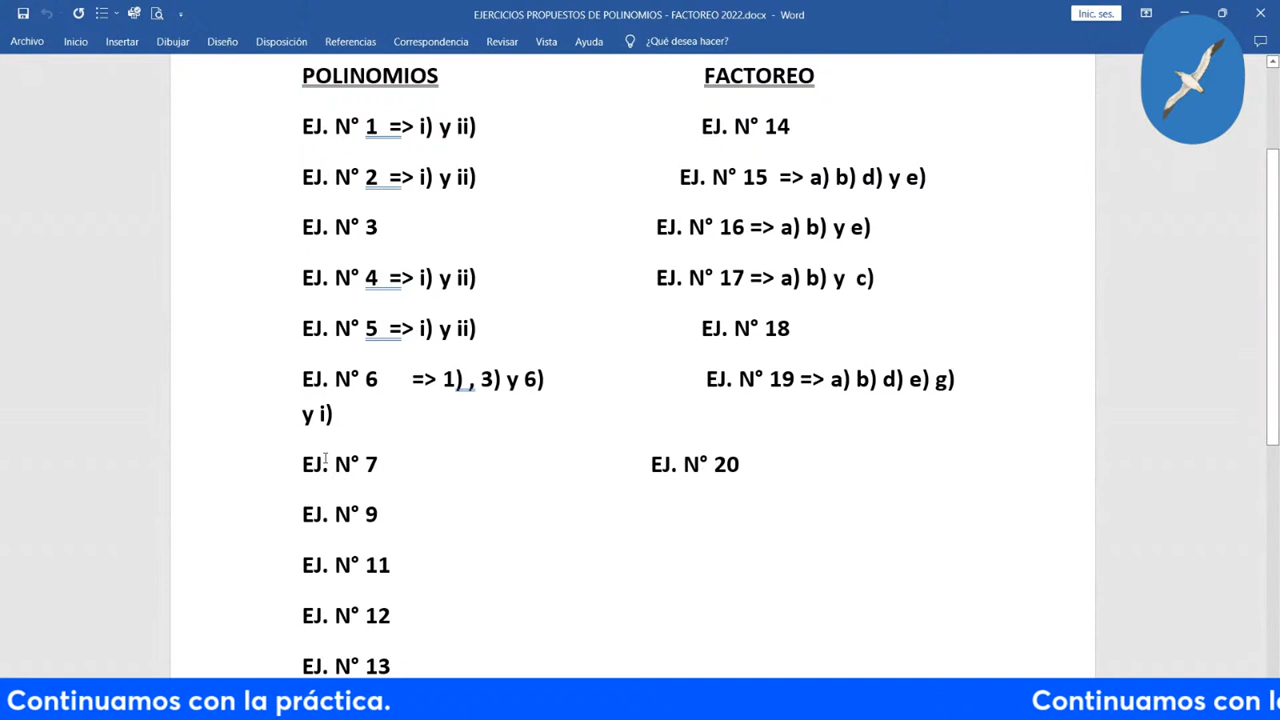 EJERCICIOS PROPUESTOS DE POLINOMIOS - FACTOREO 2022.docx - Word
Inic. ses.
Archivo Inicio Insertar Dibujar Diseño Disposición Referencias Correspondencia Revisar Vista Ayuda ¿Qué desea hacer?
POLINOMIOS FACTOREO
EJ. N° 1 => i) y ii) EJ. N° 14
EJ. N° 2 => i) y ii) EJ. N° 15 => a) b) d) y e)
EJ. N° 3 EJ. N° 16 => a) b) y e)
EJ. N° 4 => i) y ii) EJ. N° 17 => a) b) y c)
EJ. N° 5 => i) y ii) EJ. N° 18
EJ. N° 6 => 1) , 3) y 6) EJ. N° 19 => a) b) d) e) g)
y i)
EJ. N° 7 EJ. N° 20
EJ. N° 9
EJ. N° 11
EJ. N° 12
EJ. N° 13
Continuamos con la práctica. Continuamos con la